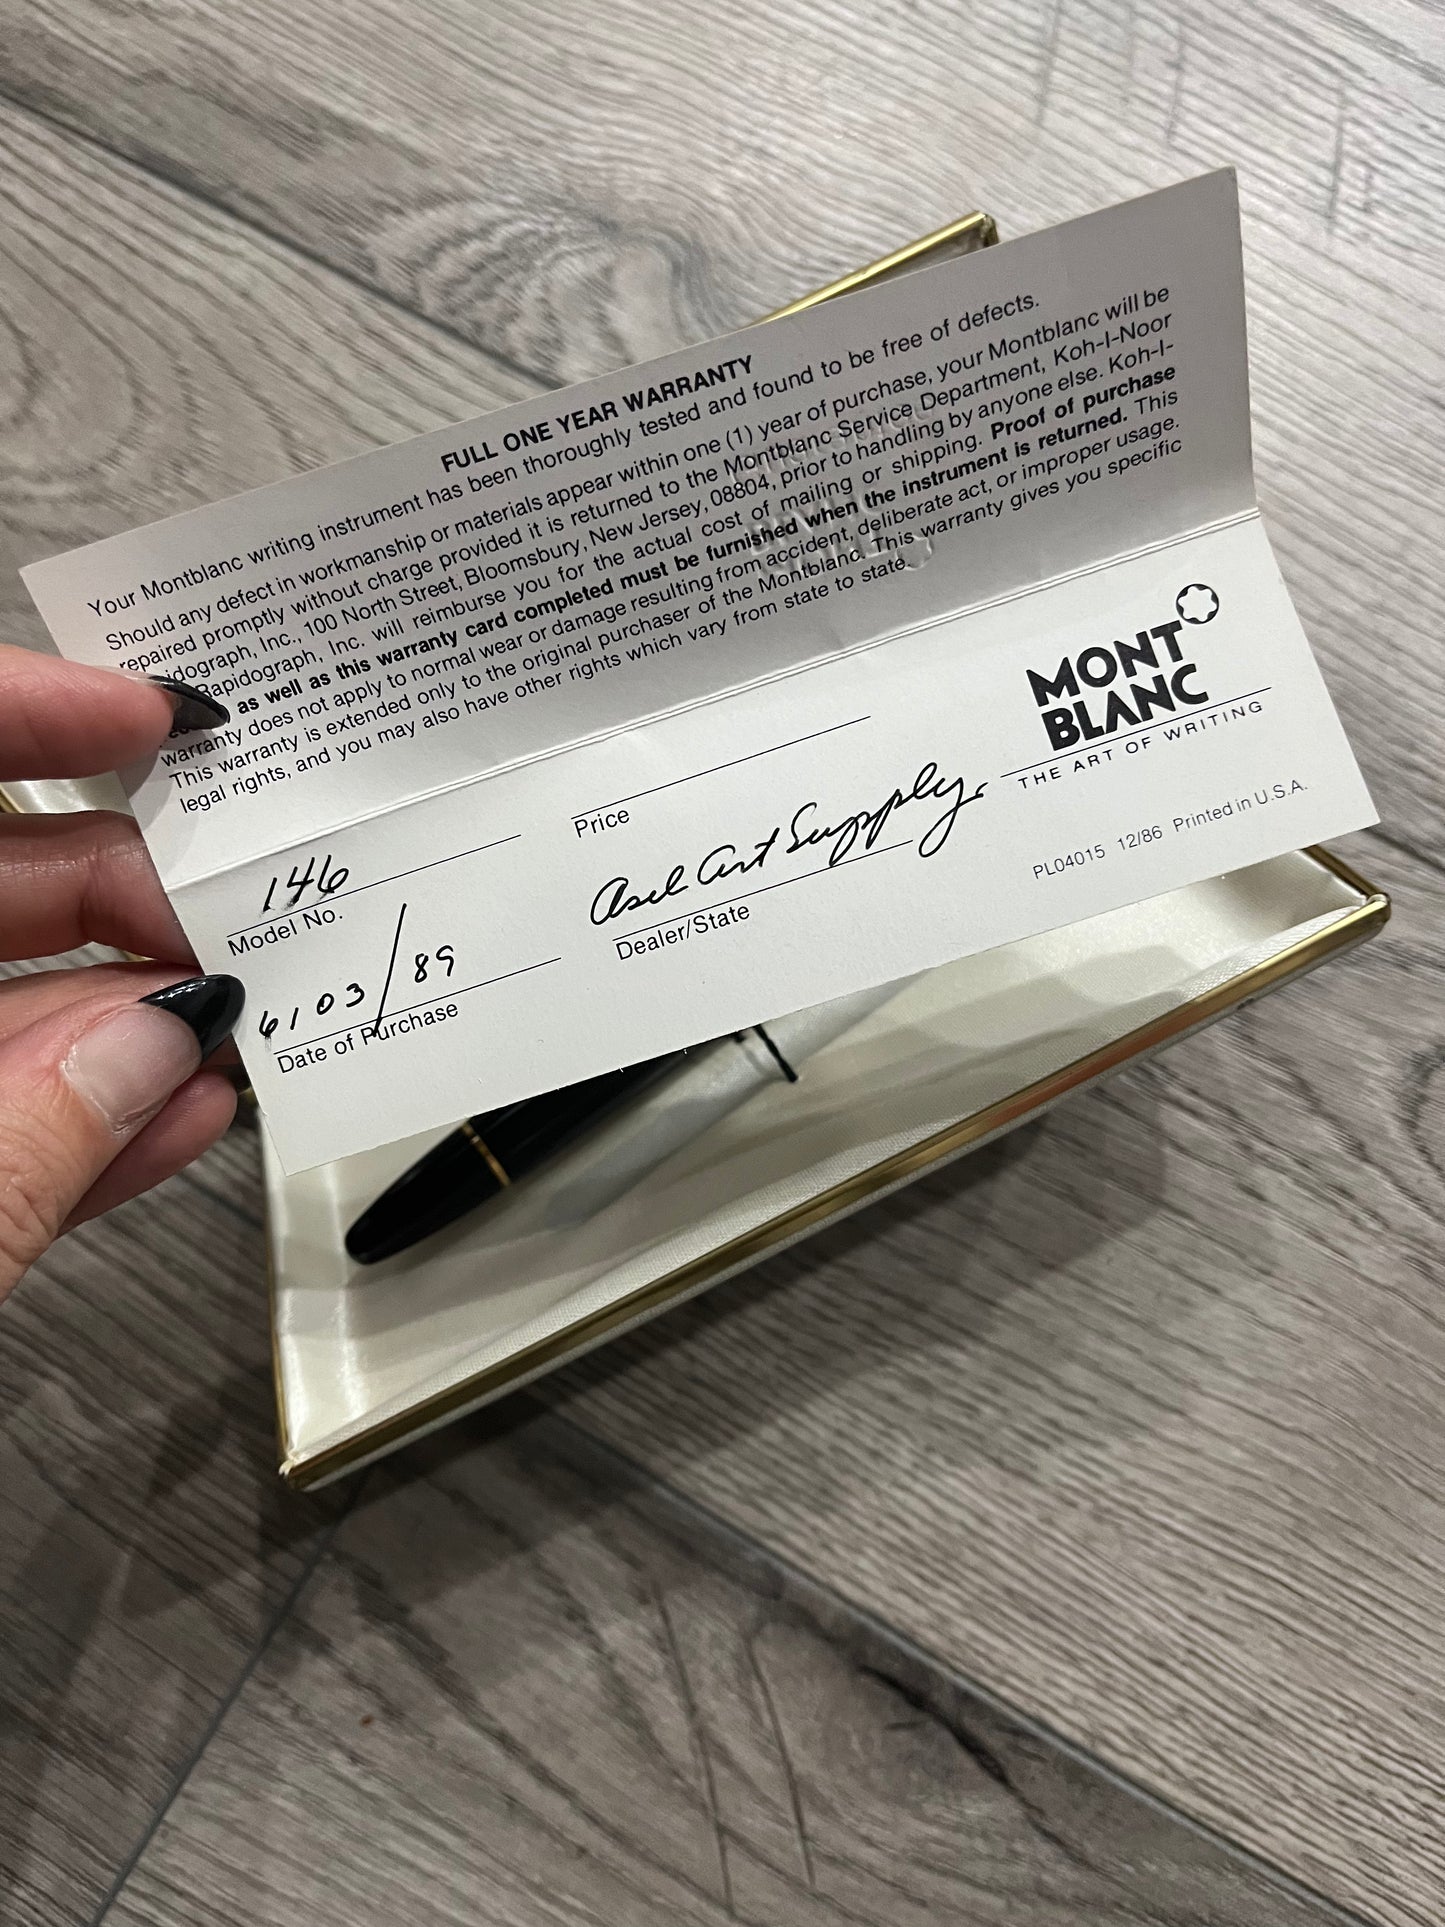 FULL ONE YEAR WARRANTY
Your Montblanc writing instrument has been thoroughly tested and found to be free of defects.
Should any defect in workmanship or materials appear within one (1) year of purchase, your Montblanc will be
repaired promptly without charge provided it is returned to the Montblanc Service Department, Koh-I-Noor
idograph, Inc., 100 North Street, Bloomsbury, New Jersey, 08804, prior to handling by anyone else. Koh-I-
Rapidograph, Inc. will reimburse you for the actual cost of mailing or shipping. Proof of purchase
as well as this warranty card completed must be furnished when the instrument is returned. This
warranty does not apply to normal wear or damage resulting from accident, deliberate act, or improper usage.
This warranty is extended only to the original purchaser of the Montblanc. This warranty gives you specific
legal rights, and you may also have other rights which vary from state to state.
MONT
BLANC
THE ART OF WRITING
146
Model No.
Price
6103/89
Date of Purchase
Asel Art Supply.
Dealer/State
PL04015 12/86 Printed in U.S.A.